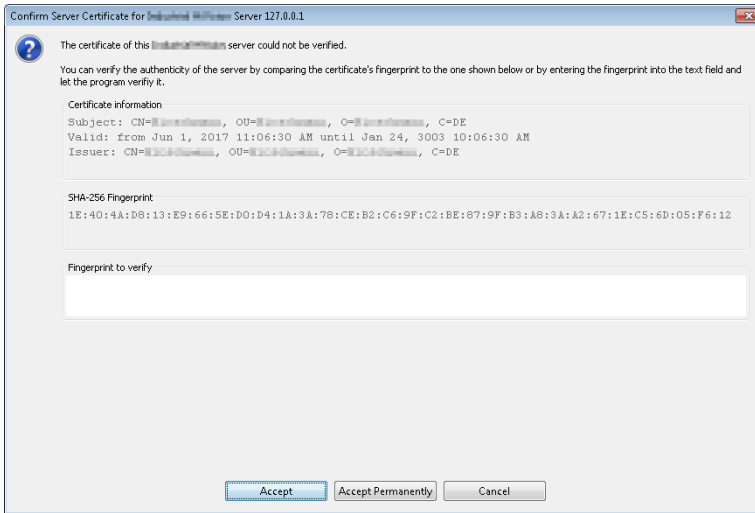 Confirm Server Certificate for Server 127.0.0.1
The certificate of this server could not be verified.
You can verify the authenticity of the server by comparing the certificate's fingerprint to the one shown below or by entering the fingerprint into the text field and
let the program verifiy it.
Certificate information
Subject: CN= , OU= , O= , C=DE
Valid: from Jun 1, 2017 11:06:30 AM until Jan 24, 3003 10:06:30 AM
Issuer: CN= , OU= , O= , C=DE
SHA-256 Fingerprint
1E:40:4A:D8:13:E9:66:5E:D0:D4:1A:3A:78:CE:B2:C6:9F:C2:BE:87:9F:B3:A8:3A:A2:67:1E:C5:6D:05:F6:12
Fingerprint to verify
Accept Accept Permanently Cancel